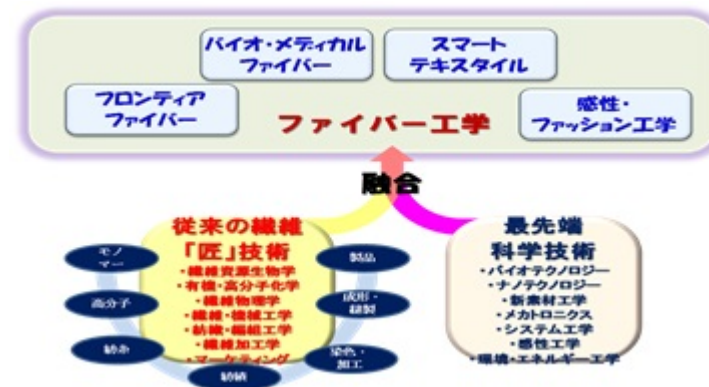 バイオ・メディカル
ファイバー
スマート
テキスタイル
フロンティア
ファイバー
ファイバー工学
感性・
ファッション工学
融合
従来の繊維
「匠」技術
・繊維資源生物学
・有機・高分子化学
・繊維物理学
・繊維・機械工学
・紡織・編組工学
・繊維加工学
・マーケティング
モノ
マー
高分子
紡糸
紡績
染色・
加工
成形・
縫製
製品
最先端
科学技術
・バイオテクノロジー
・ナノテクノロジー
・新素材工学
・メカトロニクス
・システム工学
・感性工学
・環境・エネルギー工学